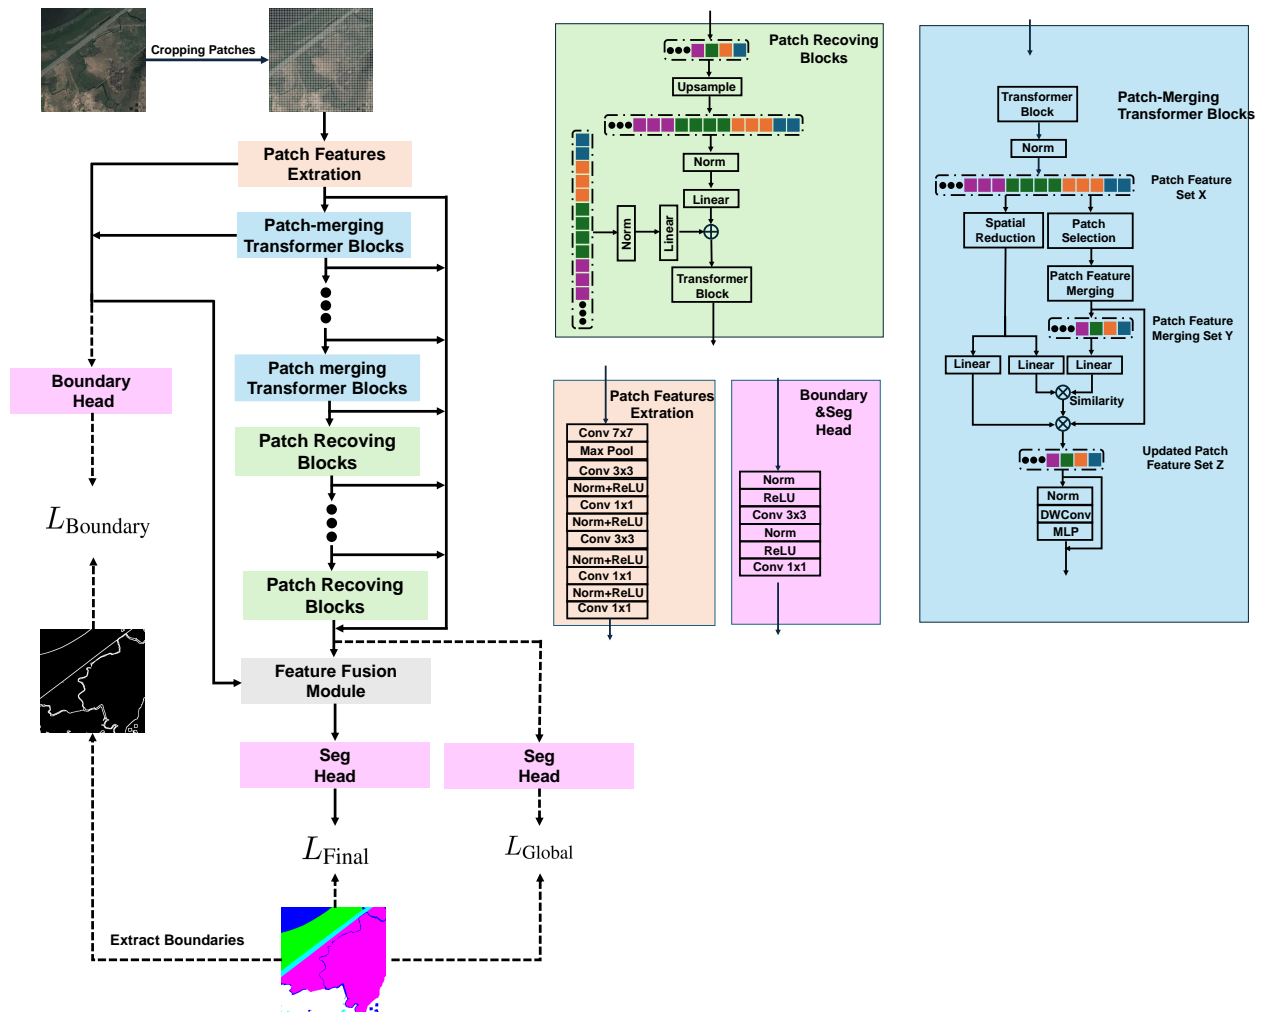 Cropping Patches
Patch Features
Extration
Patch-merging
Transformer Blocks
Patch merging
Transformer Blocks
Patch Recoving
Blocks
Patch Recoving
Blocks
Feature Fusion
Module
Seg
Head
Seg
Head
Boundary
Head
L_Boundary
L_Final
L_Global
Extract Boundaries
Patch Recoving
Blocks
Upsample
Norm
Linear
Norm
Linear
Transformer
Block
Patch Features
Extration
Conv 7x7
Max Pool
Conv 3x3
Norm+ReLU
Conv 1x1
Norm+ReLU
Conv 3x3
Norm+ReLU
Conv 1x1
Norm+ReLU
Conv 1x1
Boundary
&Seg
Head
Norm
ReLU
Conv 3x3
Norm
ReLU
Conv 1x1
Patch-Merging
Transformer Blocks
Transformer
Block
Norm
Patch Feature
Set X
Spatial
Reduction
Patch
Selection
Patch Feature
Merging
Patch Feature
Merging Set Y
Linear
Linear
Linear
Similarity
Updated Patch
Feature Set Z
Norm
DWConv
MLP